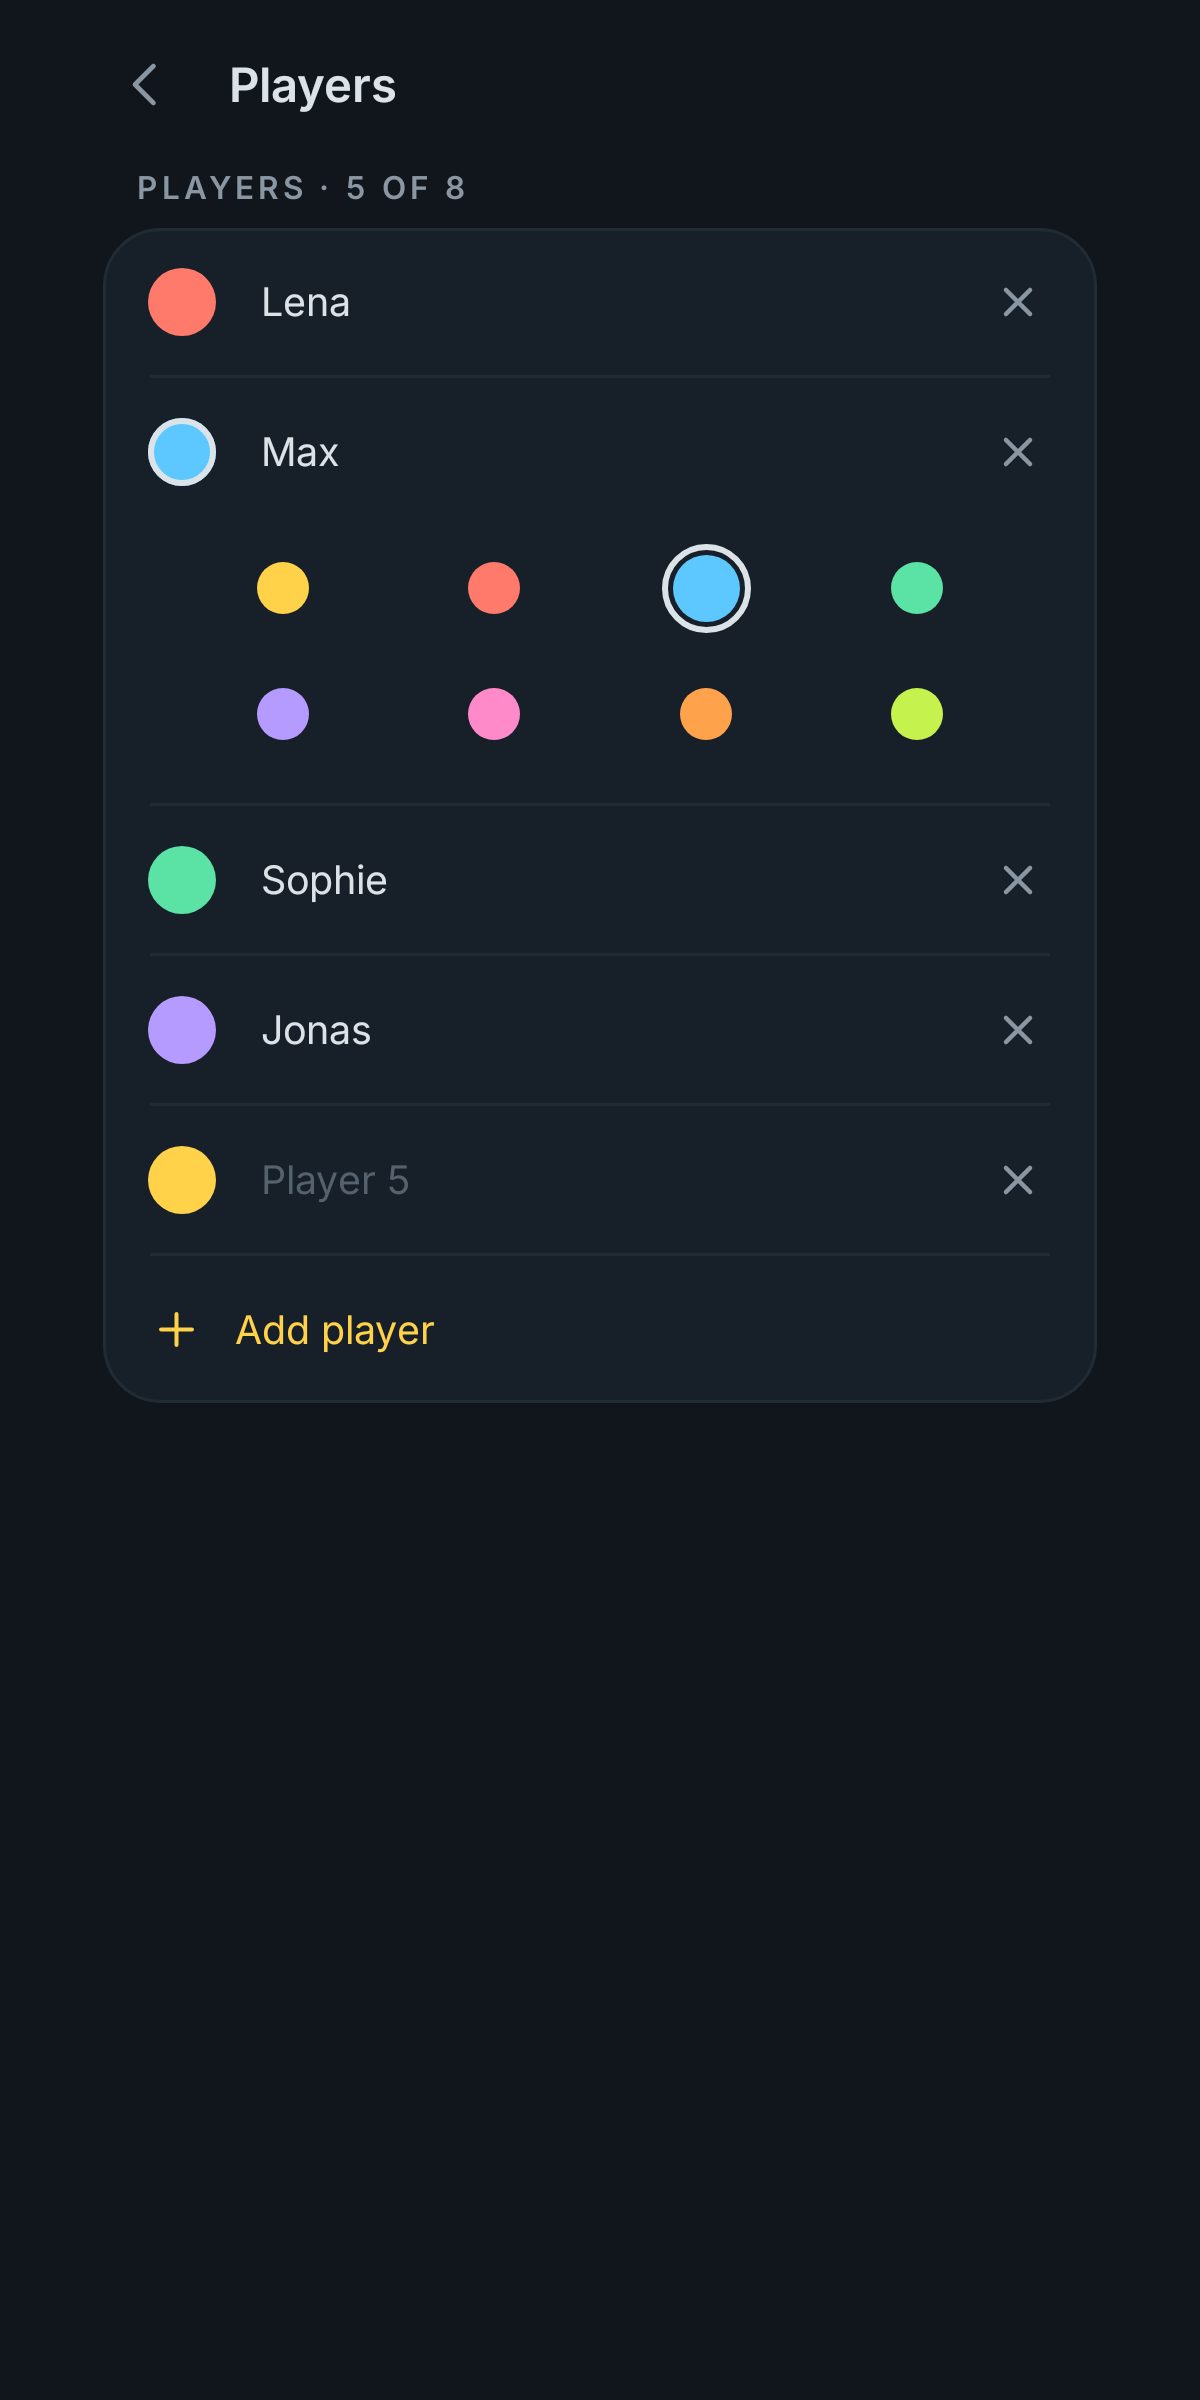 Players
PLAYERS · 5 OF 8
Lena
Max
Sophie
Jonas
Player 5
Add player